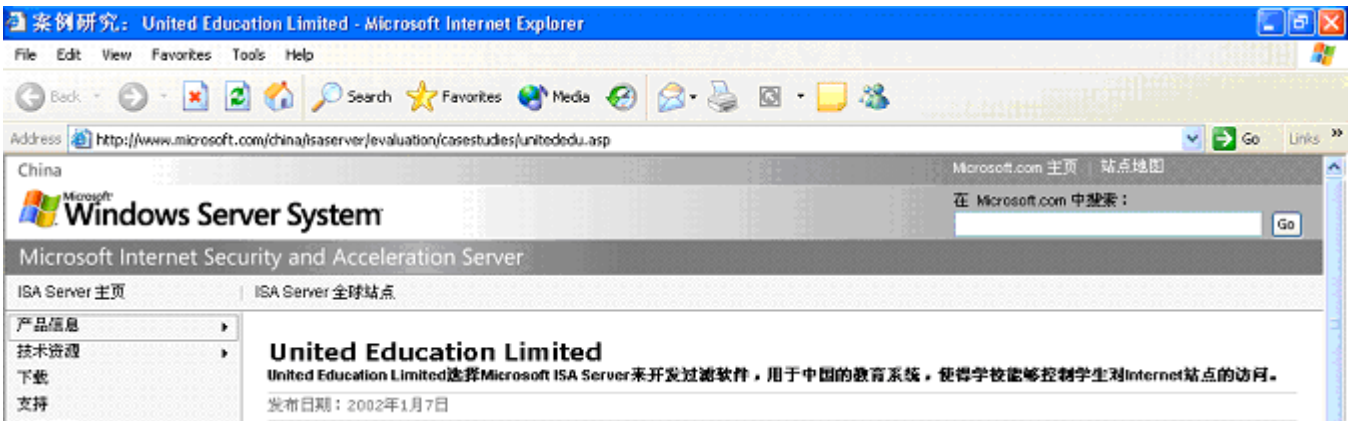 案例研究：United Education Limited - Microsoft Internet Explorer
File Edit View Favorites Tools Help
Back Search Favorites Media
Address http://www.microsoft.com/china/isaserver/evaluation/casestudies/unitededu.asp Go Links »
China Microsoft.com 主页 | 站点地图
Microsoft Windows Server System
在 Microsoft.com 中搜索：
Go
Microsoft Internet Security and Acceleration Server
ISA Server 主页 | ISA Server 全球站点
产品信息
技术资源
下载
支持
United Education Limited
United Education Limited选择Microsoft ISA Server来开发过滤软件，用于中国的教育系统，使得学校能够控制学生对Internet站点的访问。
发布日期：2002年1月7日